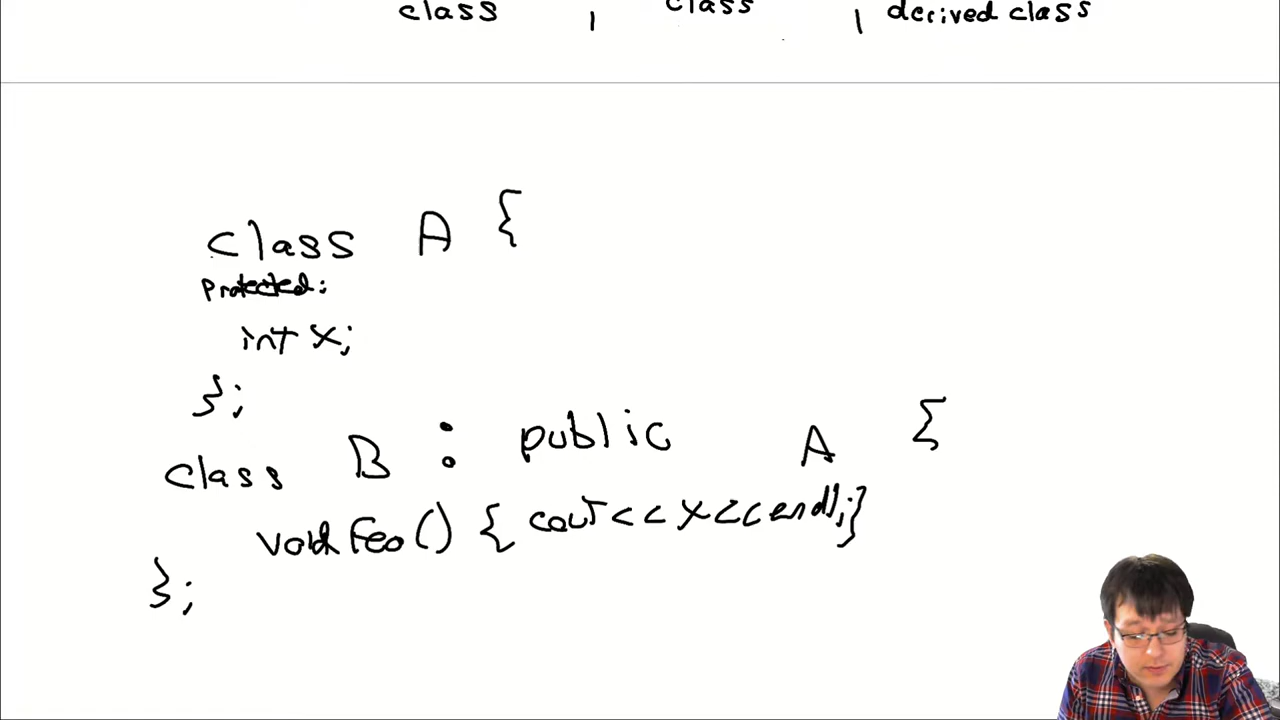 class | class | derived class
class A {
protected:
int x;
};
class B : public A {
void foo() { cout<< x<<endl; }
};